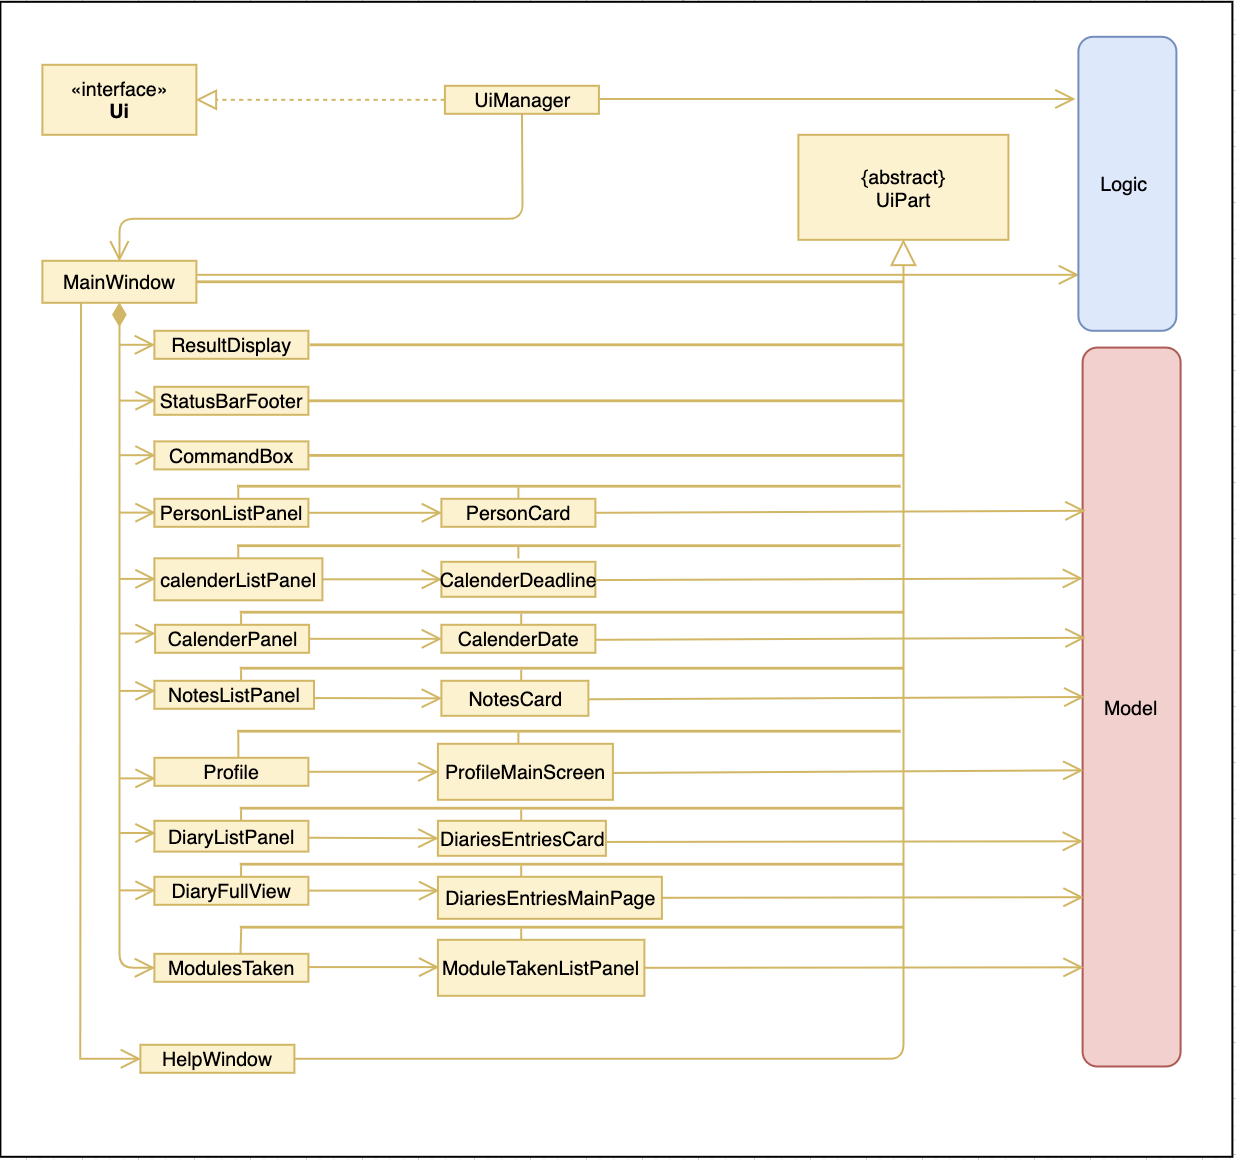 «interface»
Ui
UiManager
{abstract}
UiPart
Logic
MainWindow
ResultDisplay
StatusBarFooter
CommandBox
PersonListPanel
PersonCard
calenderListPanel
CalenderDeadline
CalenderPanel
CalenderDate
NotesListPanel
NotesCard
Model
Profile
ProfileMainScreen
DiaryListPanel
DiariesEntriesCard
DiaryFullView
DiariesEntriesMainPage
ModulesTaken
ModuleTakenListPanel
HelpWindow